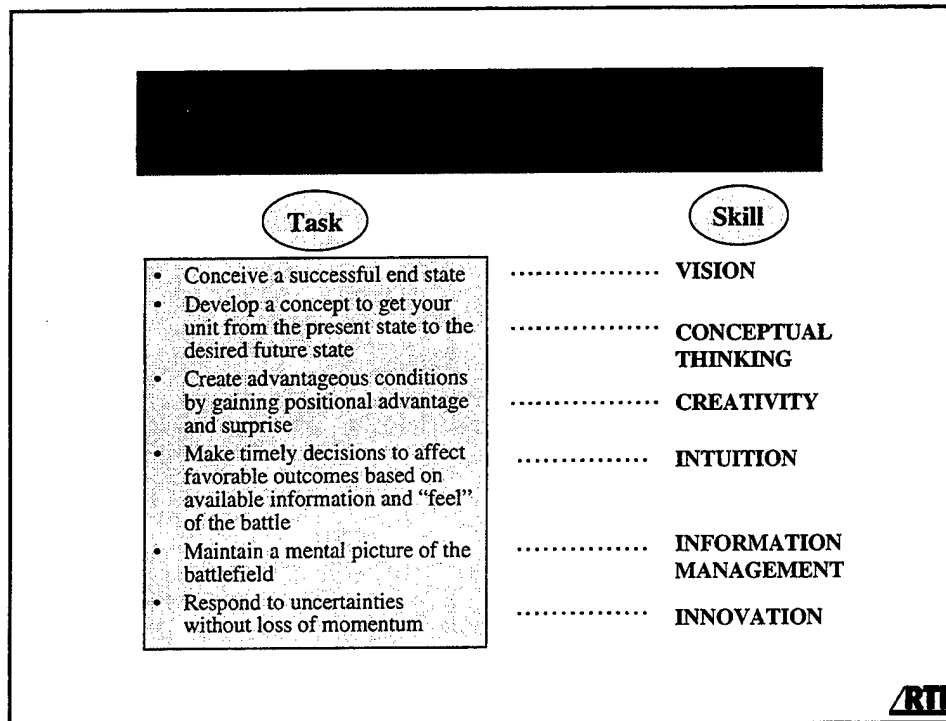 Task
Skill
• Conceive a successful end state ............... VISION
• Develop a concept to get your
unit from the present state to the
desired future state ............... CONCEPTUAL
THINKING
• Create advantageous conditions
by gaining positional advantage
and surprise ............... CREATIVITY
• Make timely decisions to affect
favorable outcomes based on
available information and “feel”
of the battle ............. INTUITION
• Maintain a mental picture of the
battlefield ............. INFORMATION
MANAGEMENT
• Respond to uncertainties
without loss of momentum ............. INNOVATION